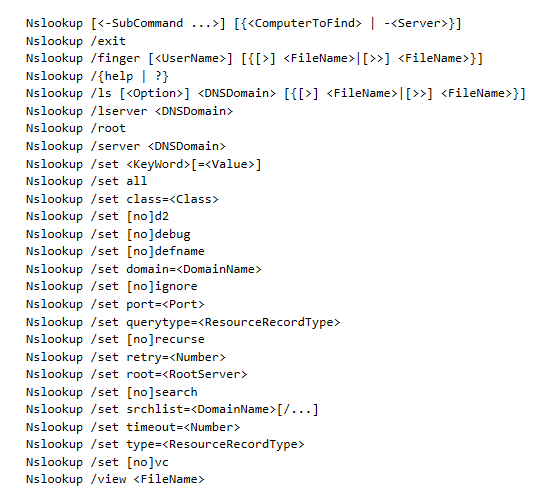 Nslookup [<-SubCommand ...>] [{<ComputerToFind> | -<Server>}]
Nslookup /exit
Nslookup /finger [<UserName>] [{[>] <FileName>|[>>] <FileName>}]
Nslookup /{help | ?}
Nslookup /ls [<Option>] <DNSDomain> [{[>] <FileName>|[>>] <FileName>}]
Nslookup /lserver <DNSDomain>
Nslookup /root
Nslookup /server <DNSDomain>
Nslookup /set <KeyWord>[=<Value>]
Nslookup /set all
Nslookup /set class=<Class>
Nslookup /set [no]d2
Nslookup /set [no]debug
Nslookup /set [no]defname
Nslookup /set domain=<DomainName>
Nslookup /set [no]ignore
Nslookup /set port=<Port>
Nslookup /set querytype=<ResourceRecordType>
Nslookup /set [no]recurse
Nslookup /set retry=<Number>
Nslookup /set root=<RootServer>
Nslookup /set [no]search
Nslookup /set srchlist=<DomainName>[/...]
Nslookup /set timeout=<Number>
Nslookup /set type=<ResourceRecordType>
Nslookup /set [no]vc
Nslookup /view <FileName>